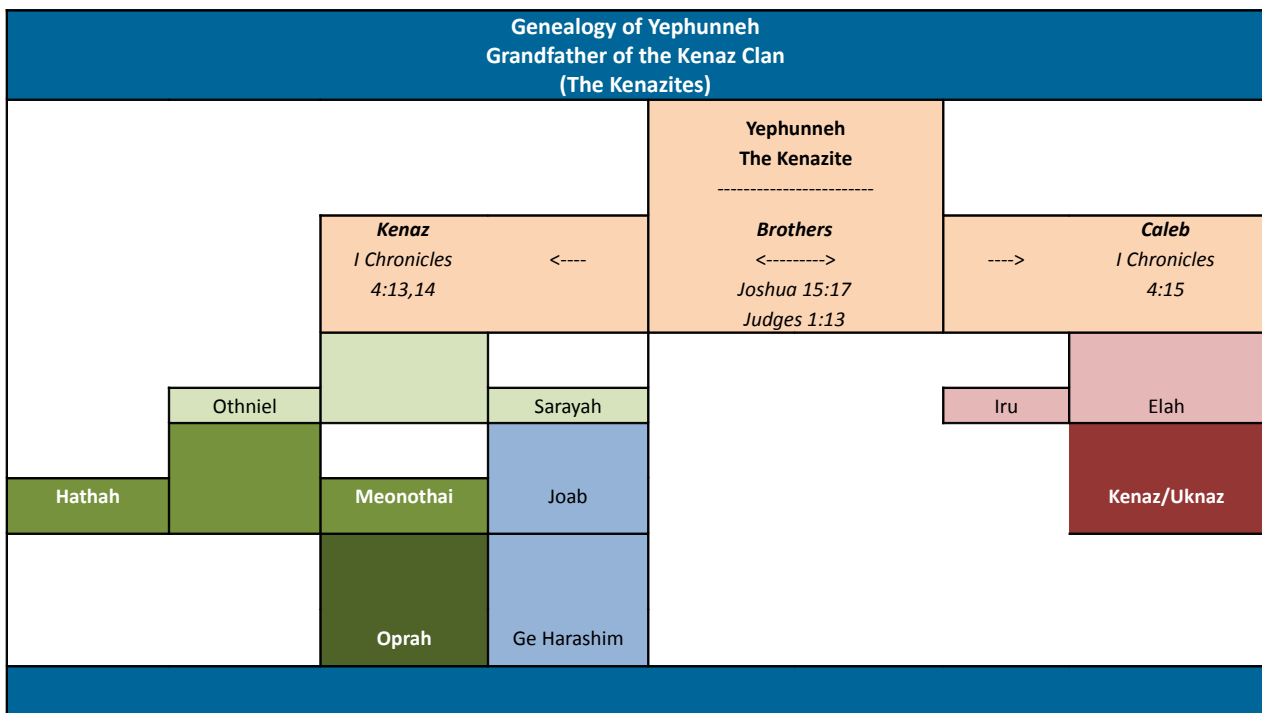 Genealogy of Yephunneh
Grandfather of the Kenaz Clan
(The Kenazites)
Yephunneh
The Kenazite
------------------------
Kenaz
Brothers
Caleb
I Chronicles <---- <---------> ----> I Chronicles
4:13,14
Joshua 15:17
4:15
Judges 1:13
Othniel
Sarayah
Iru
Elah
Hathah
Meonothai
Joab
Kenaz/Uknaz
Oprah
Ge Harashim